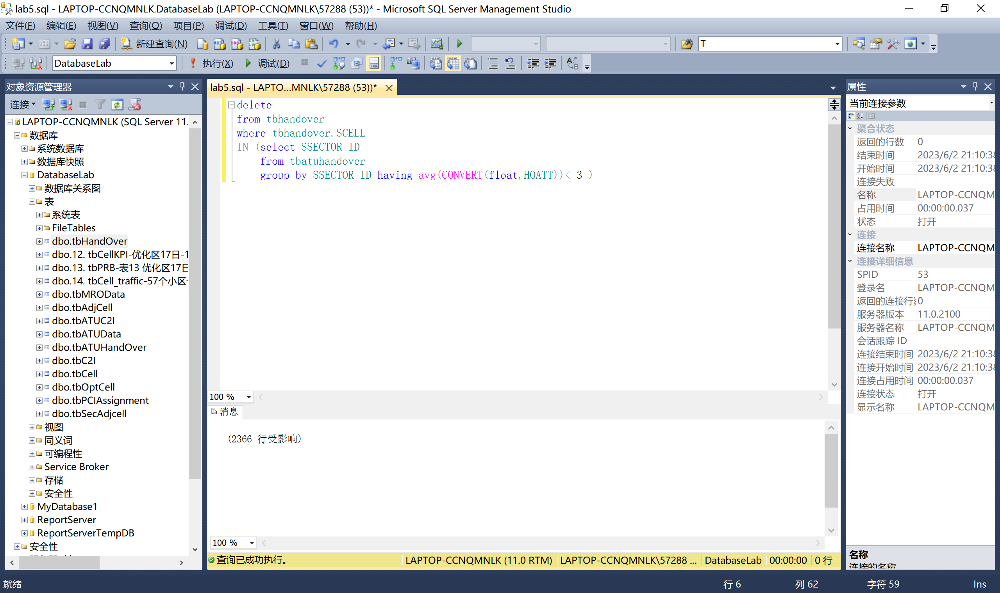 lab5.sql - LAPTOP-CCNQMNLK.DatabaseLab (LAPTOP-CCNQMNLK\57288 (53))* - Microsoft SQL Server Management Studio
文件(F) 编辑(E) 视图(V) 查询(Q) 项目(P) 调试(D) 工具(T) 窗口(W) 帮助(H)
新建查询(N) T
DatabaseLab 执行(X) 调试(D)
对象资源管理器
连接
LAPTOP-CCNQMNLK (SQL Server 11.
数据库
系统数据库
数据库快照
DatabaseLab
数据库关系图
表
系统表
FileTables
dbo.tbHandOver
dbo.12. tbCellKPI-优化区17日-1
dbo.13. tbPRB-表13 优化区17日
dbo.14. tbCell_traffic-57个小区-
dbo.tbMROData
dbo.tbAdjCell
dbo.tbATUC2I
dbo.tbATUData
dbo.tbATUHandOver
dbo.tbC2I
dbo.tbCell
dbo.tbOptCell
dbo.tbPCIAssignment
dbo.tbSecAdjcell
视图
同义词
可编程性
Service Broker
存储
安全性
MyDatabase1
ReportServer
ReportServerTempDB
安全性
lab5.sql - LAPTO...MNLK\57288 (53))*
delete
from tbhandover
where tbhandover.SCELL
IN (select SSECTOR_ID
from tbatuhandover
group by SSECTOR_ID having avg(CONVERT(float,HOATT))< 3 )
100 %
消息
(2366 行受影响)
100 %
查询已成功执行。 LAPTOP-CCNQMNLK (11.0 RTM) LAPTOP-CCNQMNLK\57288 ... DatabaseLab 00:00:00 0 行
属性
当前连接参数
聚合状态
返回的行数 0
结束时间 2023/6/2 21:10:38
开始时间 2023/6/2 21:10:38
连接失败
名称 LAPTOP-CCNQM
占用时间 00:00:00.037
状态 打开
连接
连接名称 LAPTOP-CCNQM
连接详细信息
SPID 53
登录名 LAPTOP-CCNQM
返回的连接行数 0
服务器版本 11.0.2100
服务器名称 LAPTOP-CCNQM
会话跟踪 ID
连接结束时间 2023/6/2 21:10:38
连接开始时间 2023/6/2 21:10:38
连接占用时间 00:00:00.037
连接状态 打开
显示名称 LAPTOP-CCNQM
名称
连接的名称
就绪 行 6 列 62 字符 59 Ins